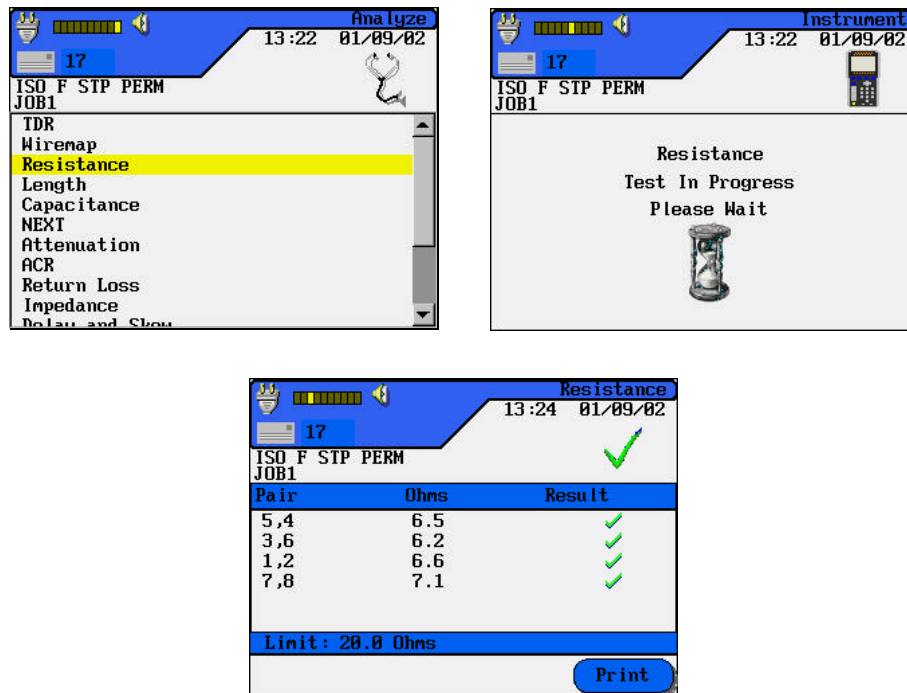 Analyze
13:22 01/09/02
17
ISO F STP PERM
JOB1
TDR
Wiremap
Resistance
Length
Capacitance
NEXT
Attenuation
ACR
Return Loss
Impedance
Delay and Skew
Instrument
13:22 01/09/02
17
ISO F STP PERM
JOB1
Resistance
Test In Progress
Please Wait
Resistance
13:24 01/09/02
17
ISO F STP PERM
JOB1
Pair Ohms Result
5,4 6.5
3,6 6.2
1,2 6.6
7,8 7.1
Limit: 20.0 Ohms
Print